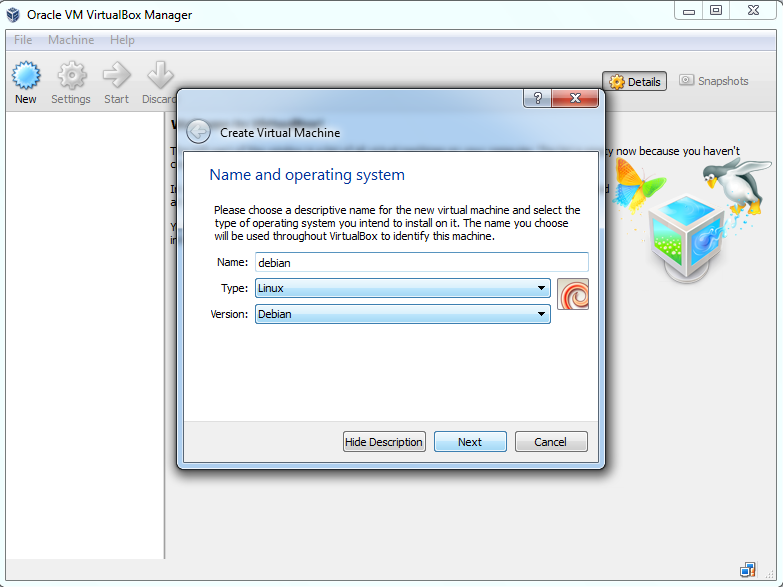 Oracle VM VirtualBox Manager
File Machine Help
New Settings Start Discard
Details Snapshots
ty now because you haven't
Create Virtual Machine
Name and operating system
Please choose a descriptive name for the new virtual machine and select the
type of operating system you intend to install on it. The name you choose
will be used throughout VirtualBox to identify this machine.
Name: debian
Type: Linux
Version: Debian
Hide Description Next Cancel